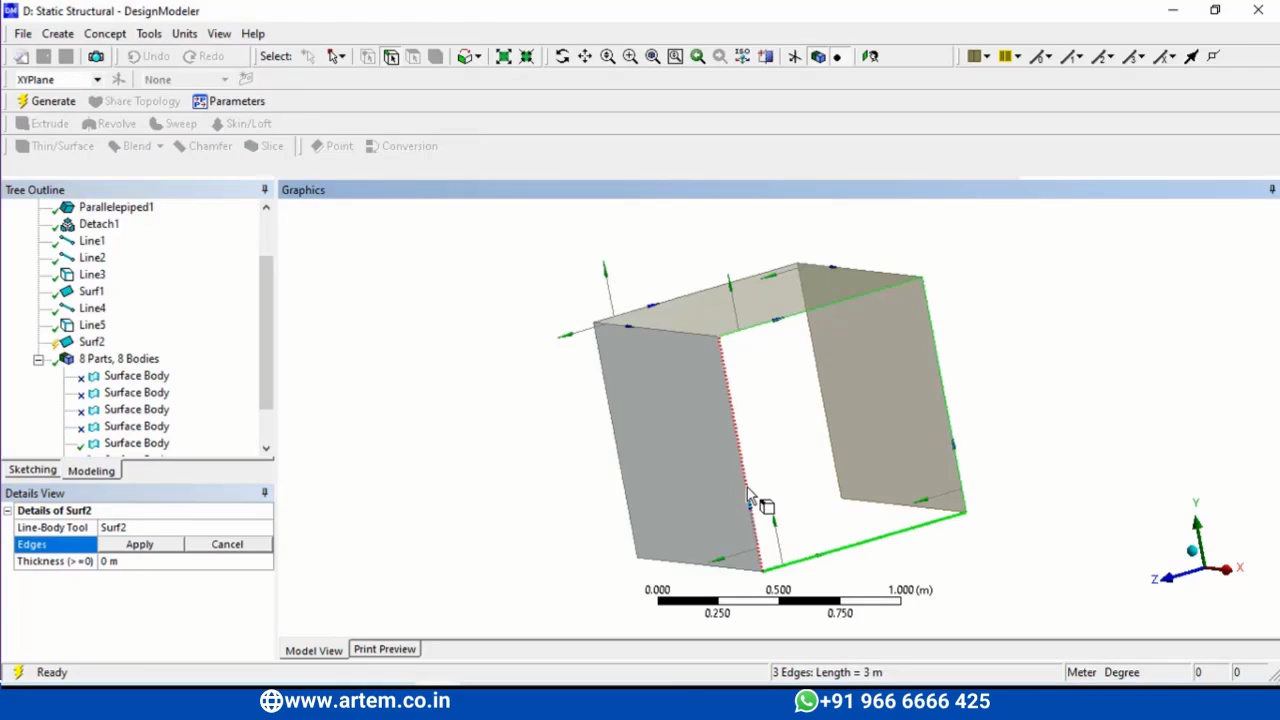 DM D: Static Structural - DesignModeler
File Create Concept Tools Units View Help
Undo Redo Select: ISO
XYPlane None
Generate Share Topology Parameters
Extrude Revolve Sweep Skin/Loft
Thin/Surface Blend Chamfer Slice Point Conversion
Tree Outline
Graphics
Parallelepiped1
Detach1
Line1
Line2
Line3
Surf1
Line4
Line5
Surf2
8 Parts, 8 Bodies
Surface Body
Surface Body
Surface Body
Surface Body
Surface Body
Sketching Modeling
Details View
Details of Surf2
Line-Body Tool Surf2
Edges Apply Cancel
Thickness (>=0) 0 m
0.000 0.500 1.000 (m)
0.250 0.750
Y
Z X
Model View Print Preview
Ready 3 Edges: Length = 3 m Meter Degree 0 0
www.artem.co.in +91 966 6666 425